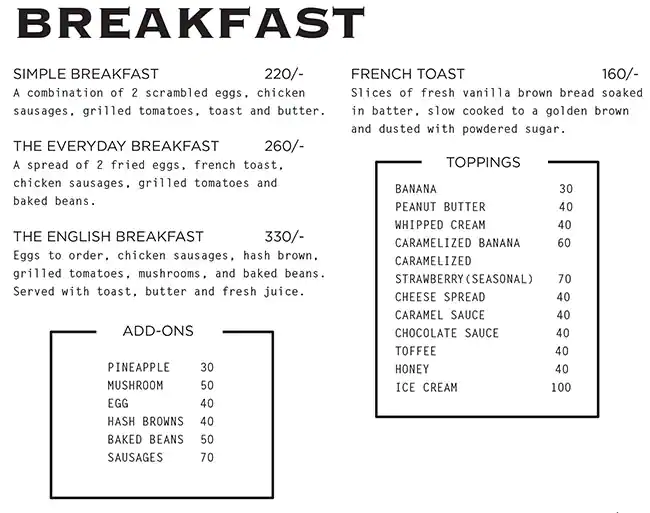 BREAKFAST
SIMPLE BREAKFAST 220/-
A combination of 2 scrambled eggs, chicken
sausages, grilled tomatoes, toast and butter.
THE EVERYDAY BREAKFAST 260/-
A spread of 2 fried eggs, french toast,
chicken sausages, grilled tomatoes and
baked beans.
THE ENGLISH BREAKFAST 330/-
Eggs to order, chicken sausages, hash brown,
grilled tomatoes, mushrooms, and baked beans.
Served with toast, butter and fresh juice.
ADD-ONS
PINEAPPLE 30
MUSHROOM 50
EGG 40
HASH BROWNS 40
BAKED BEANS 50
SAUSAGES 70
FRENCH TOAST 160/-
Slices of fresh vanilla brown bread soaked
in batter, slow cooked to a golden brown
and dusted with powdered sugar.
TOPPINGS
BANANA 30
PEANUT BUTTER 40
WHIPPED CREAM 40
CARAMELIZED BANANA 60
CARAMELIZED
STRAWBERRY(SEASONAL) 70
CHEESE SPREAD 40
CARAMEL SAUCE 40
CHOCOLATE SAUCE 40
TOFFEE 40
HONEY 40
ICE CREAM 100